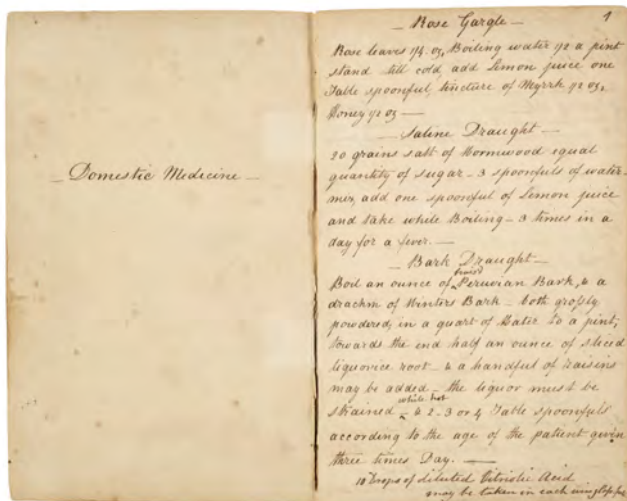 – Domestic Medicine –
1
– Rose Gargle –
Rose leaves 1/4. oz, Boiling water 1/2 a pint
stand till cold, add Lemon juice one
Table spoonful, tincture of Myrrh 1/2 oz,
Honey 1/2 oz —
– Saline Draught –
20 grains salt of Wormwood equal
quantity of sugar – 3 spoonfuls of water –
mix, add one spoonful of Lemon juice
and take while Boiling – 3 times in a
day for a fever. —
– Bark Draught –
Boil an ounce of Peruvian Bark, & a
drachm of Winters Bark – both grossly
powdered, in a quart of Water to a pint,
towards the end half an ounce of sliced
liquorice root – & a handful of raisins
may be added – the liquor must be
while hot
strained – & 2 – 3 or 4 Table spoonfuls
according to the age of the patient given
three times Day. —
10 Drops of diluted Acid
may be taken in each